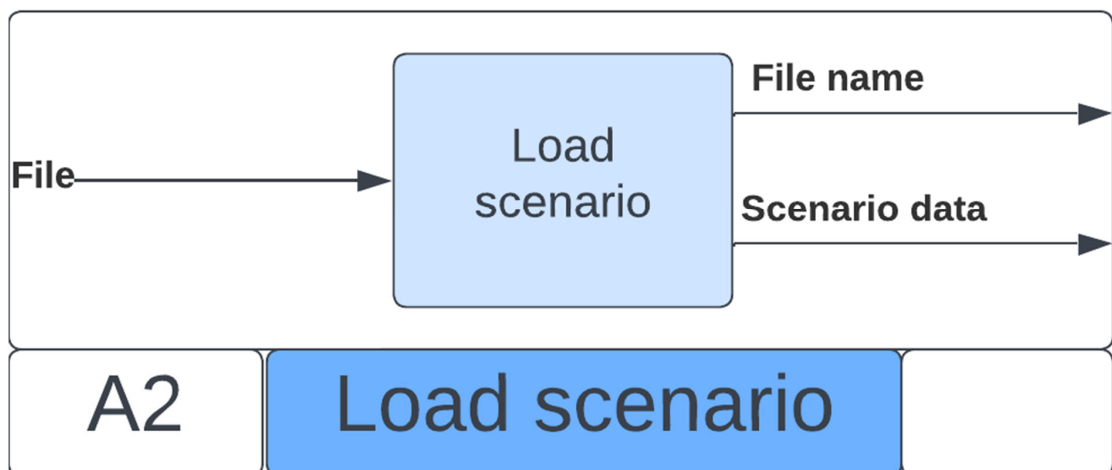 File name
Load
scenario
File
Scenario data
A2
Load scenario